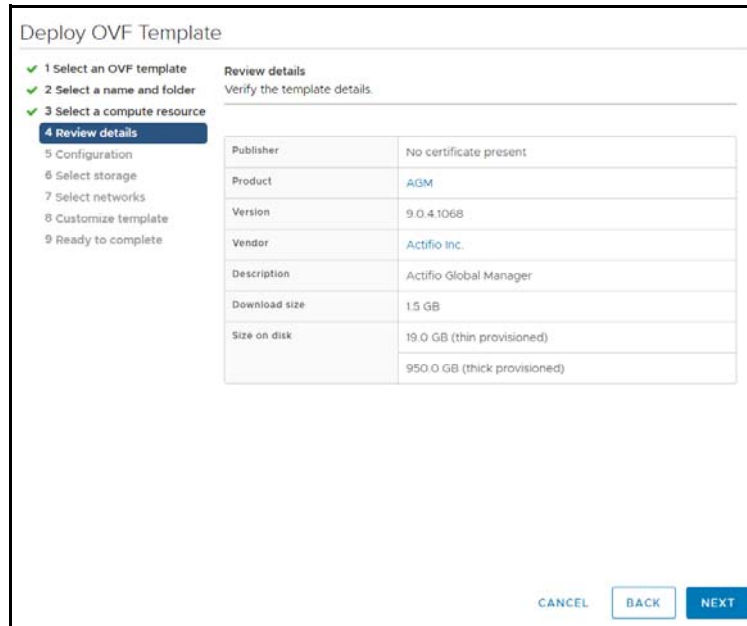 Deploy OVF Template
1 Select an OVF template
2 Select a name and folder
3 Select a compute resource
4 Review details
5 Configuration
6 Select storage
7 Select networks
8 Customize template
9 Ready to complete
Review details
Verify the template details.
Publisher No certificate present
Product AGM
Version 9.0.4.1068
Vendor Actifio Inc.
Description Actifio Global Manager
Download size 1.5 GB
Size on disk 19.0 GB (thin provisioned)
950.0 GB (thick provisioned)
CANCEL BACK NEXT